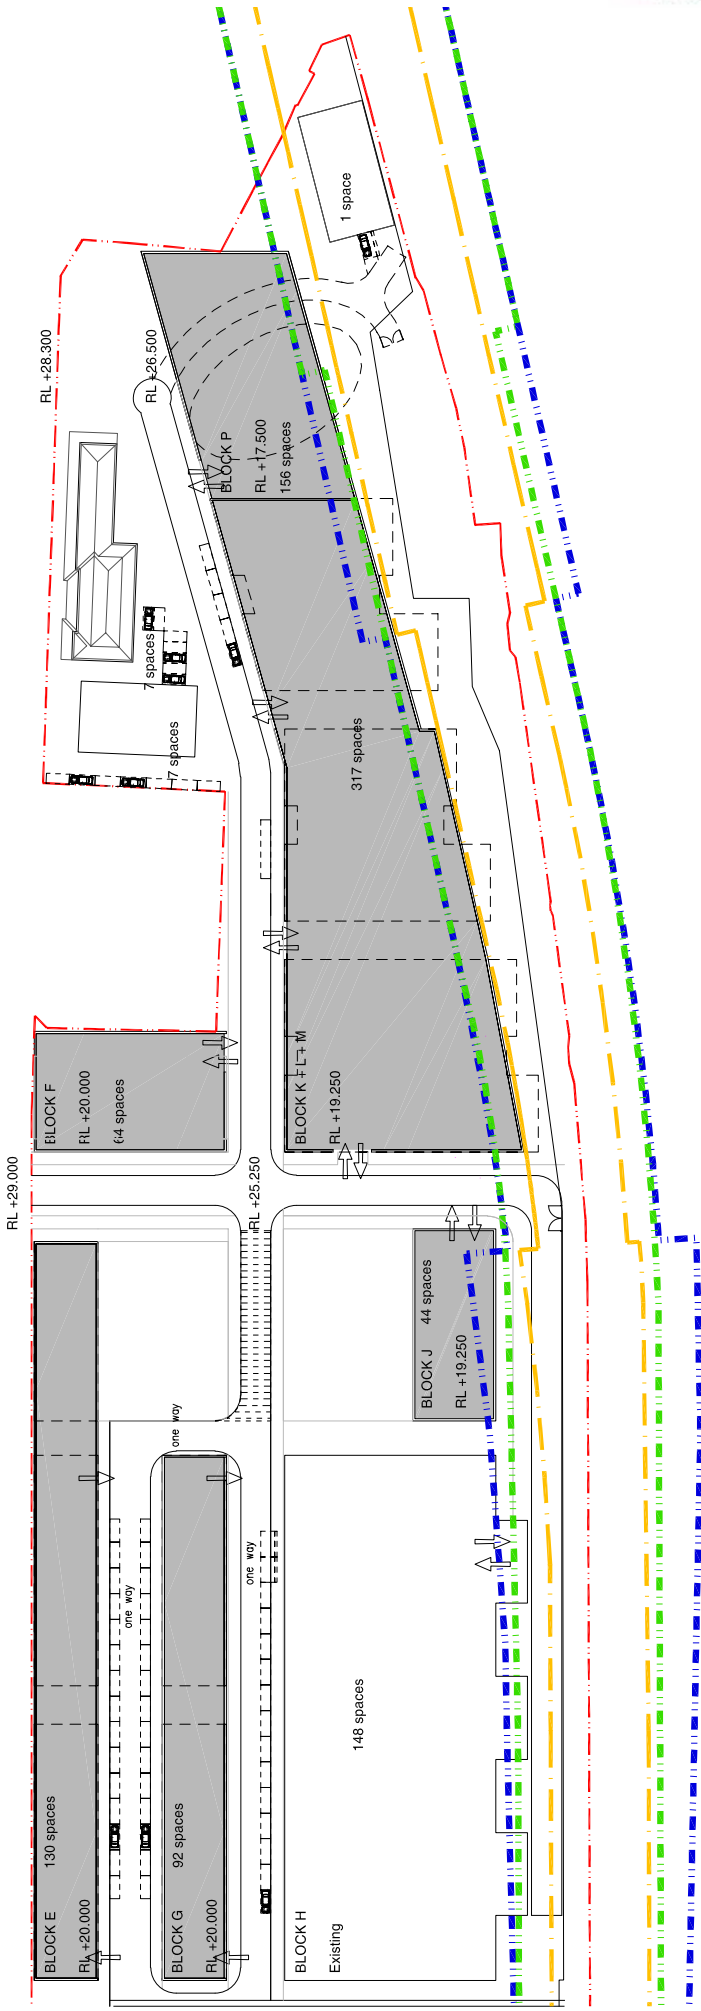 1 space
RL +28.300
RL +26.500
BLOCK P
RL +17.500
156 spaces
7 spaces
7 spaces
317 spaces
BLOCK K + L + M
RL +19.250
BLOCK F
RL +20.000
64 spaces
RL +29.000
RL +25.250
BLOCK J
44 spaces
RL +19.250
one way
one way
one way
148 spaces
BLOCK E
130 spaces
RL +20.000
BLOCK G
92 spaces
RL +20.000
BLOCK H
Existing